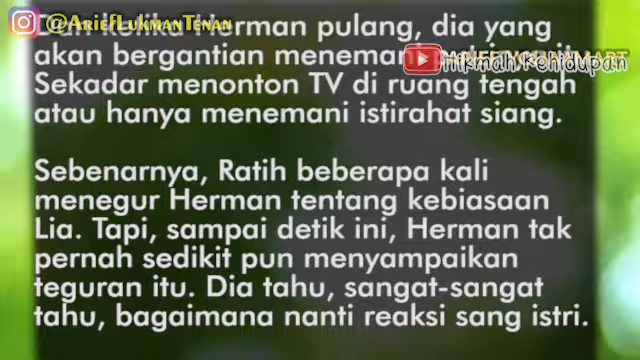 @ArieFLukmanTenan
Herman pulang, dia yang
akan bergantian menemani
Hikmah Kehidupan
Sekadar menonton TV di ruang tengah
atau hanya menemani istirahat siang.
Sebenarnya, Ratih beberapa kali
menegur Herman tentang kebiasaan
Lia. Tapi, sampai detik ini, Herman tak
pernah sedikit pun menyampaikan
teguran itu. Dia tahu, sangat-sangat
tahu, bagaimana nanti reaksi sang istri.